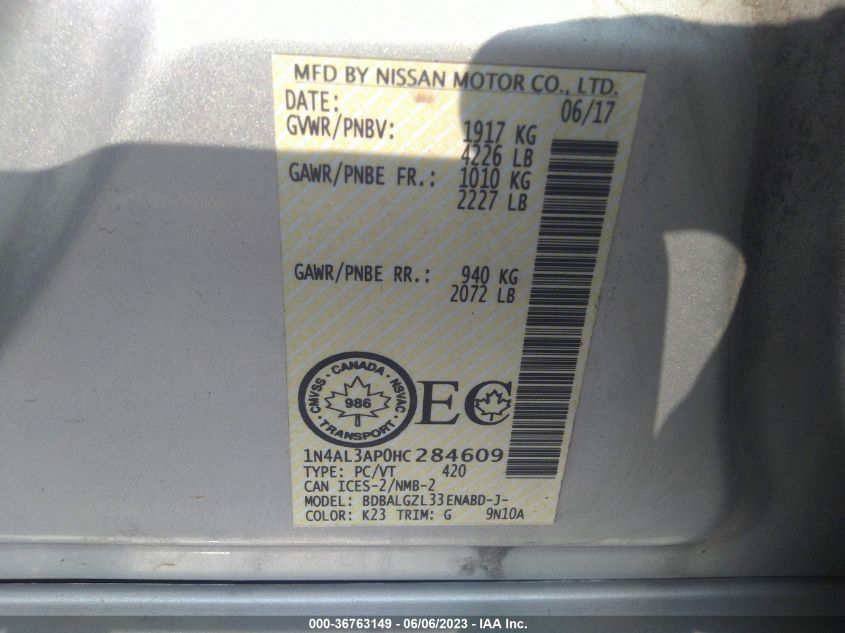 MFD BY NISSAN MOTOR CO., LTD.
DATE: 06/17
GVWR/PNBV: 1917 KG
4226 LB
GAWR/PNBE FR.: 1010 KG
2227 LB
GAWR/PNBE RR.: 940 KG
2072 LB
CMVSS · CANADA · NSVAC
986
· TRANSPORT ·
EC
1N4AL3AP0HC284609
TYPE: PC/VT 420
CAN ICES-2/NMB-2
MODEL: BDBALGZL33ENABD-J-
COLOR: K23 TRIM: G 9N10A
000-36763149 - 06/06/2023 - © IAA Inc.